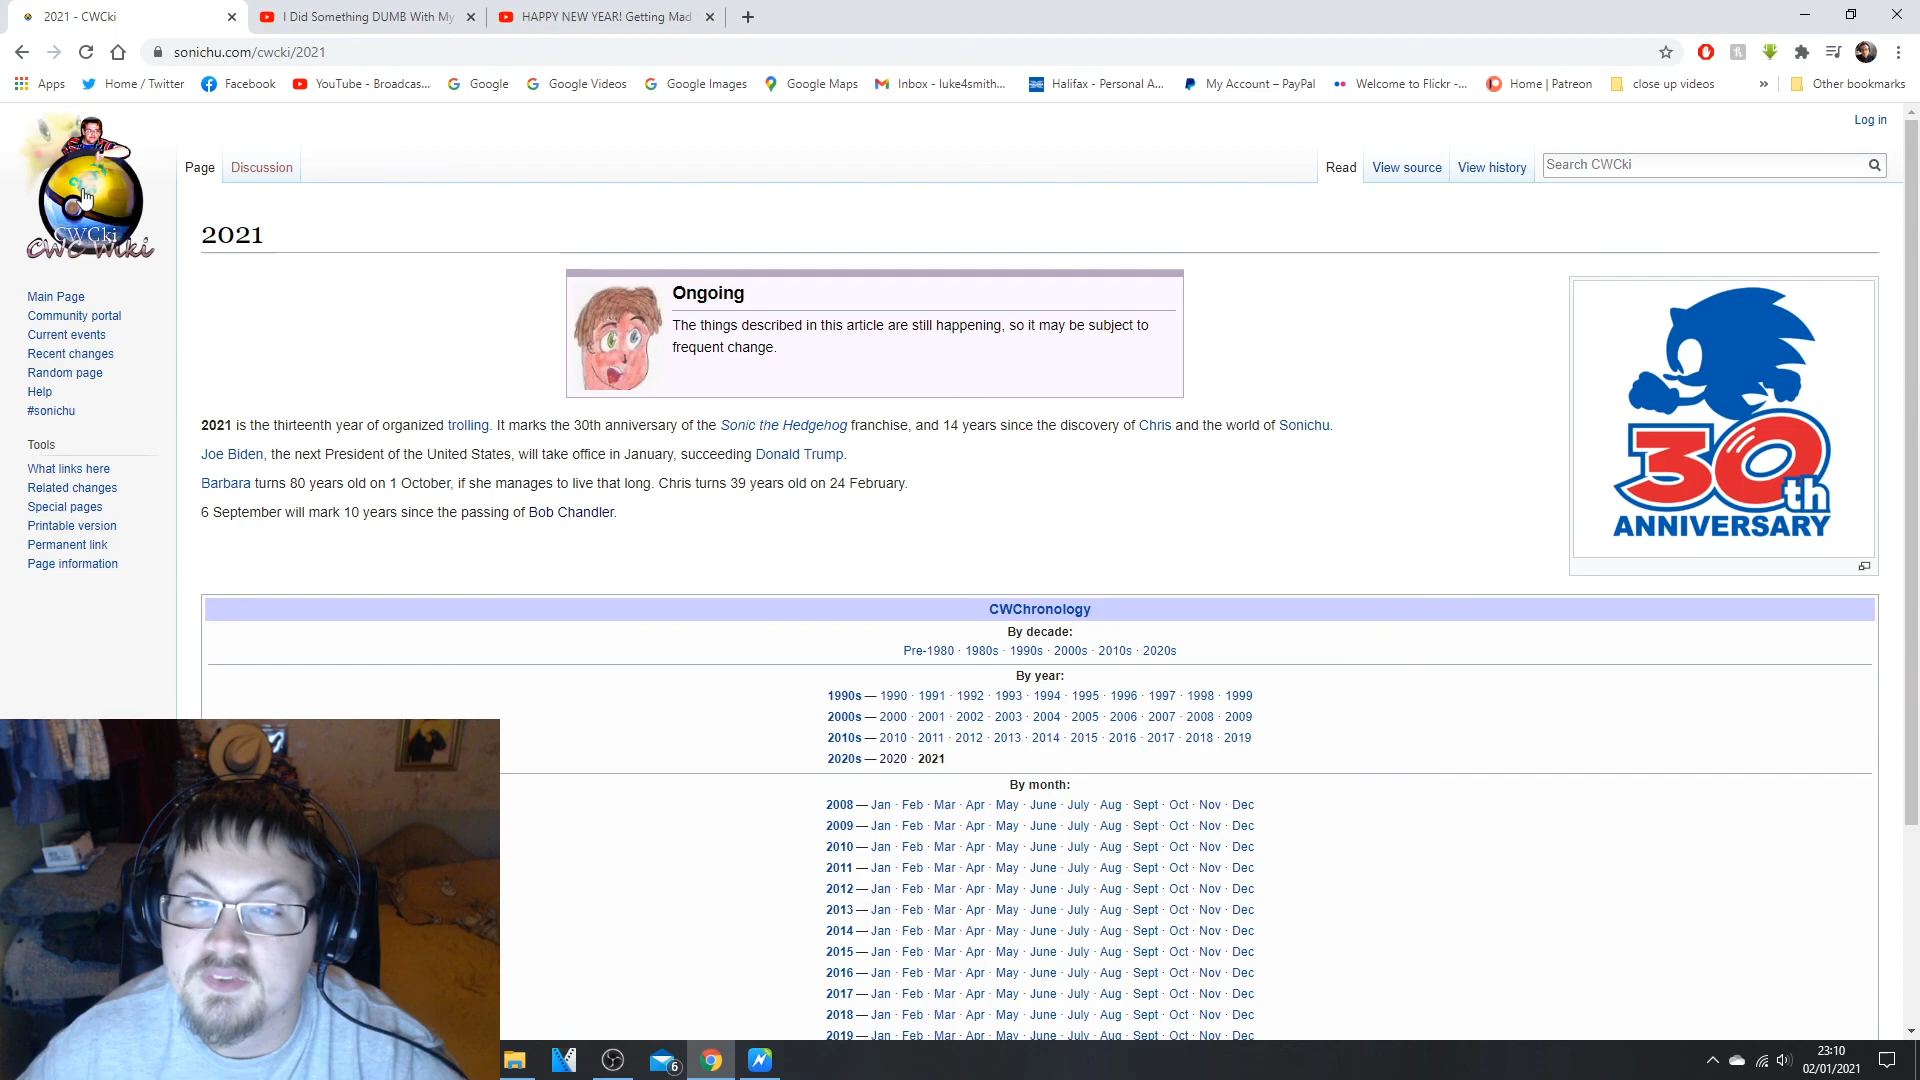 2021 - CWCki
I Did Something DUMB With My
HAPPY NEW YEAR! Getting Mad
sonichu.com/cwcki/2021
Apps
Home / Twitter
Facebook
YouTube - Broadcas...
Google
Google Videos
Google Images
Google Maps
Inbox - luke4smith...
Halifax - Personal A...
My Account – PayPal
Welcome to Flickr -...
Home | Patreon
close up videos
»
Other bookmarks
Log in
CWCki
CWC Wiki
Page
Discussion
Read
View source
View history
Search CWCki
2021
Main Page
Community portal
Current events
Recent changes
Random page
Help
#sonichu
Tools
What links here
Related changes
Special pages
Printable version
Permanent link
Page information
Ongoing
The things described in this article are still happening, so it may be subject to
frequent change.
30th
ANNIVERSARY
2021 is the thirteenth year of organized trolling. It marks the 30th anniversary of the Sonic the Hedgehog franchise, and 14 years since the discovery of Chris and the world of Sonichu.
Joe Biden, the next President of the United States, will take office in January, succeeding Donald Trump.
Barbara turns 80 years old on 1 October, if she manages to live that long. Chris turns 39 years old on 24 February.
6 September will mark 10 years since the passing of Bob Chandler.
CWChronology
By decade:
Pre-1980 · 1980s · 1990s · 2000s · 2010s · 2020s
By year:
1990s — 1990 · 1991 · 1992 · 1993 · 1994 · 1995 · 1996 · 1997 · 1998 · 1999
2000s — 2000 · 2001 · 2002 · 2003 · 2004 · 2005 · 2006 · 2007 · 2008 · 2009
2010s — 2010 · 2011 · 2012 · 2013 · 2014 · 2015 · 2016 · 2017 · 2018 · 2019
2020s — 2020 · 2021
By month:
2008 — Jan · Feb · Mar · Apr · May · June · July · Aug · Sept · Oct · Nov · Dec
2009 — Jan · Feb · Mar · Apr · May · June · July · Aug · Sept · Oct · Nov · Dec
2010 — Jan · Feb · Mar · Apr · May · June · July · Aug · Sept · Oct · Nov · Dec
2011 — Jan · Feb · Mar · Apr · May · June · July · Aug · Sept · Oct · Nov · Dec
2012 — Jan · Feb · Mar · Apr · May · June · July · Aug · Sept · Oct · Nov · Dec
2013 — Jan · Feb · Mar · Apr · May · June · July · Aug · Sept · Oct · Nov · Dec
2014 — Jan · Feb · Mar · Apr · May · June · July · Aug · Sept · Oct · Nov · Dec
2015 — Jan · Feb · Mar · Apr · May · June · July · Aug · Sept · Oct · Nov · Dec
2016 — Jan · Feb · Mar · Apr · May · June · July · Aug · Sept · Oct · Nov · Dec
2017 — Jan · Feb · Mar · Apr · May · June · July · Aug · Sept · Oct · Nov · Dec
2018 — Jan · Feb · Mar · Apr · May · June · July · Aug · Sept · Oct · Nov · Dec
2019 — Jan · Feb · Mar · Apr · May · June · July · Aug · Sept · Oct · Nov · Dec
6
23:10
02/01/2021